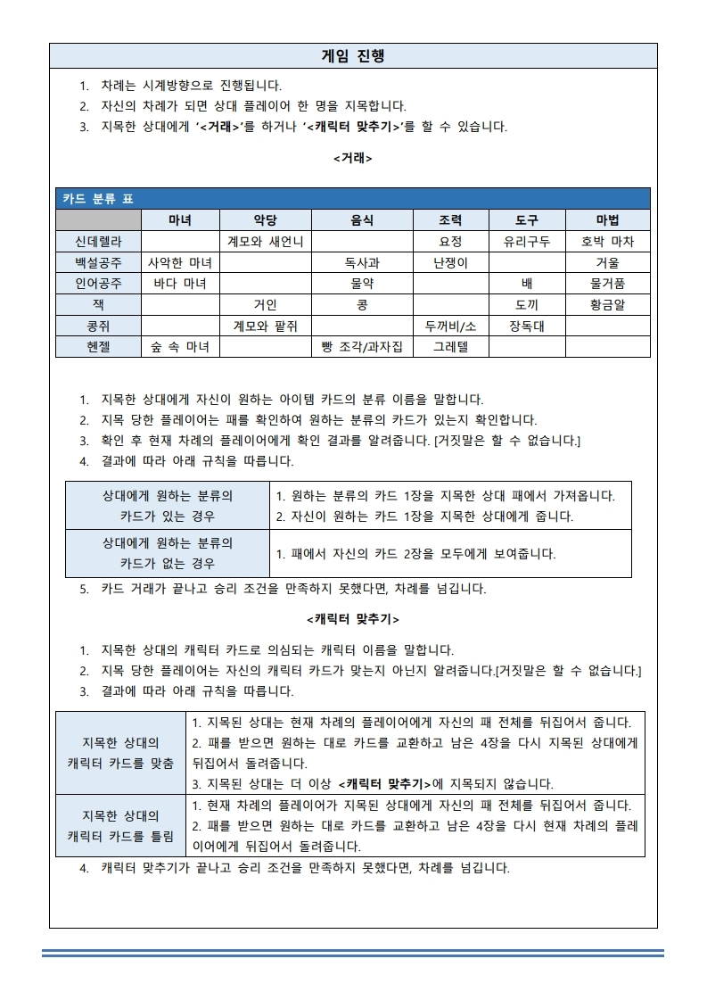 게임 진행
1. 차례는 시계방향으로 진행됩니다.
2. 자신의 차례가 되면 상대 플레이어 한 명을 지목합니다.
3. 지목한 상대에게 '<거래>'를 하거나 '<캐릭터 맞추기>'를 할 수 있습니다.
<거래>
카드 분류 표
마녀 악당 음식 조력 도구 마법
신데렐라 계모와 새언니 요정 유리구두 호박 마차
백설공주 사악한 마녀 독사과 난쟁이 거울
인어공주 바다 마녀 물약 배 물거품
잭 거인 콩 도끼 황금알
콩쥐 계모와 팥쥐 두꺼비/소 장독대
헨젤 숲 속 마녀 빵 조각/과자집 그레텔
1. 지목한 상대에게 자신이 원하는 아이템 카드의 분류 이름을 말합니다.
2. 지목 당한 플레이어는 패를 확인하여 원하는 분류의 카드가 있는지 확인합니다.
3. 확인 후 현재 차례의 플레이어에게 확인 결과를 알려줍니다. [거짓말은 할 수 없습니다.]
4. 결과에 따라 아래 규칙을 따릅니다.
상대에게 원하는 분류의
카드가 있는 경우
1. 원하는 분류의 카드 1장을 지목한 상대 패에서 가져옵니다.
2. 자신이 원하는 카드 1장을 지목한 상대에게 줍니다.
상대에게 원하는 분류의
카드가 없는 경우
1. 패에서 자신의 카드 2장을 모두에게 보여줍니다.
5. 카드 거래가 끝나고 승리 조건을 만족하지 못했다면, 차례를 넘깁니다.
<캐릭터 맞추기>
1. 지목한 상대의 캐릭터 카드로 의심되는 캐릭터 이름을 말합니다.
2. 지목 당한 플레이어는 자신의 캐릭터 카드가 맞는지 아닌지 알려줍니다.[거짓말은 할 수 없습니다.]
3. 결과에 따라 아래 규칙을 따릅니다.
지목한 상대의
캐릭터 카드를 맞춤
1. 지목된 상대는 현재 차례의 플레이어에게 자신의 패 전체를 뒤집어서 줍니다.
2. 패를 받으면 원하는 대로 카드를 교환하고 남은 4장을 다시 지목된 상대에게
뒤집어서 돌려줍니다.
3. 지목된 상대는 더 이상 <캐릭터 맞추기>에 지목되지 않습니다.
지목한 상대의
캐릭터 카드를 틀림
1. 현재 차례의 플레이어가 지목된 상대에게 자신의 패 전체를 뒤집어서 줍니다.
2. 패를 받으면 원하는 대로 카드를 교환하고 남은 4장을 다시 현재 차례의 플레
이어에게 뒤집어서 돌려줍니다.
4. 캐릭터 맞추기가 끝나고 승리 조건을 만족하지 못했다면, 차례를 넘깁니다.